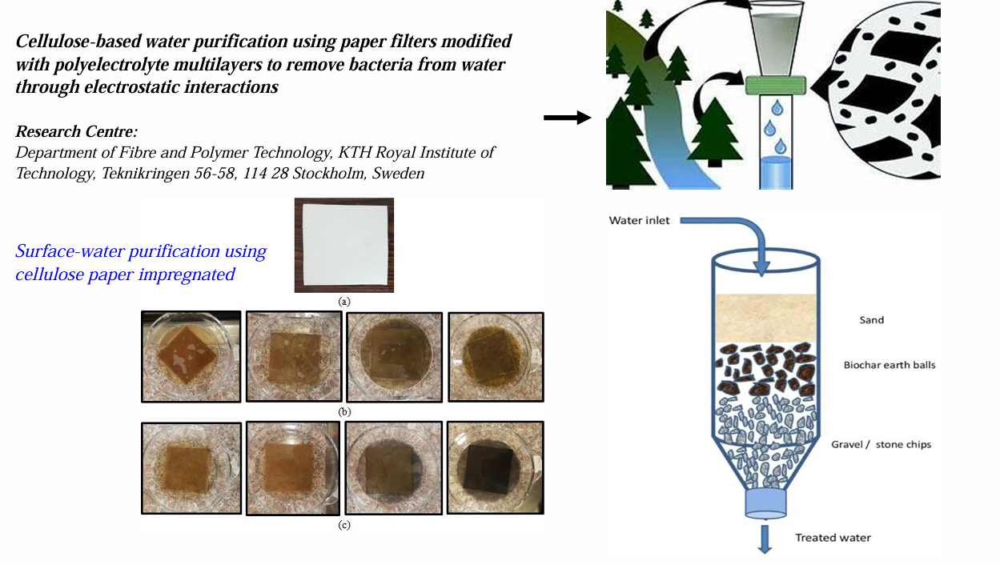 Cellulose-based water purification using paper filters modified
with polyelectrolyte multilayers to remove bacteria from water
through electrostatic interactions
Research Centre:
Department of Fibre and Polymer Technology, KTH Royal Institute of
Technology, Teknikringen 56-58, 114 28 Stockholm, Sweden
Surface-water purification using
cellulose paper impregnated
(a)
(b)
(c)
Water inlet
Sand
Biochar earth balls
Gravel / stone chips
Treated water